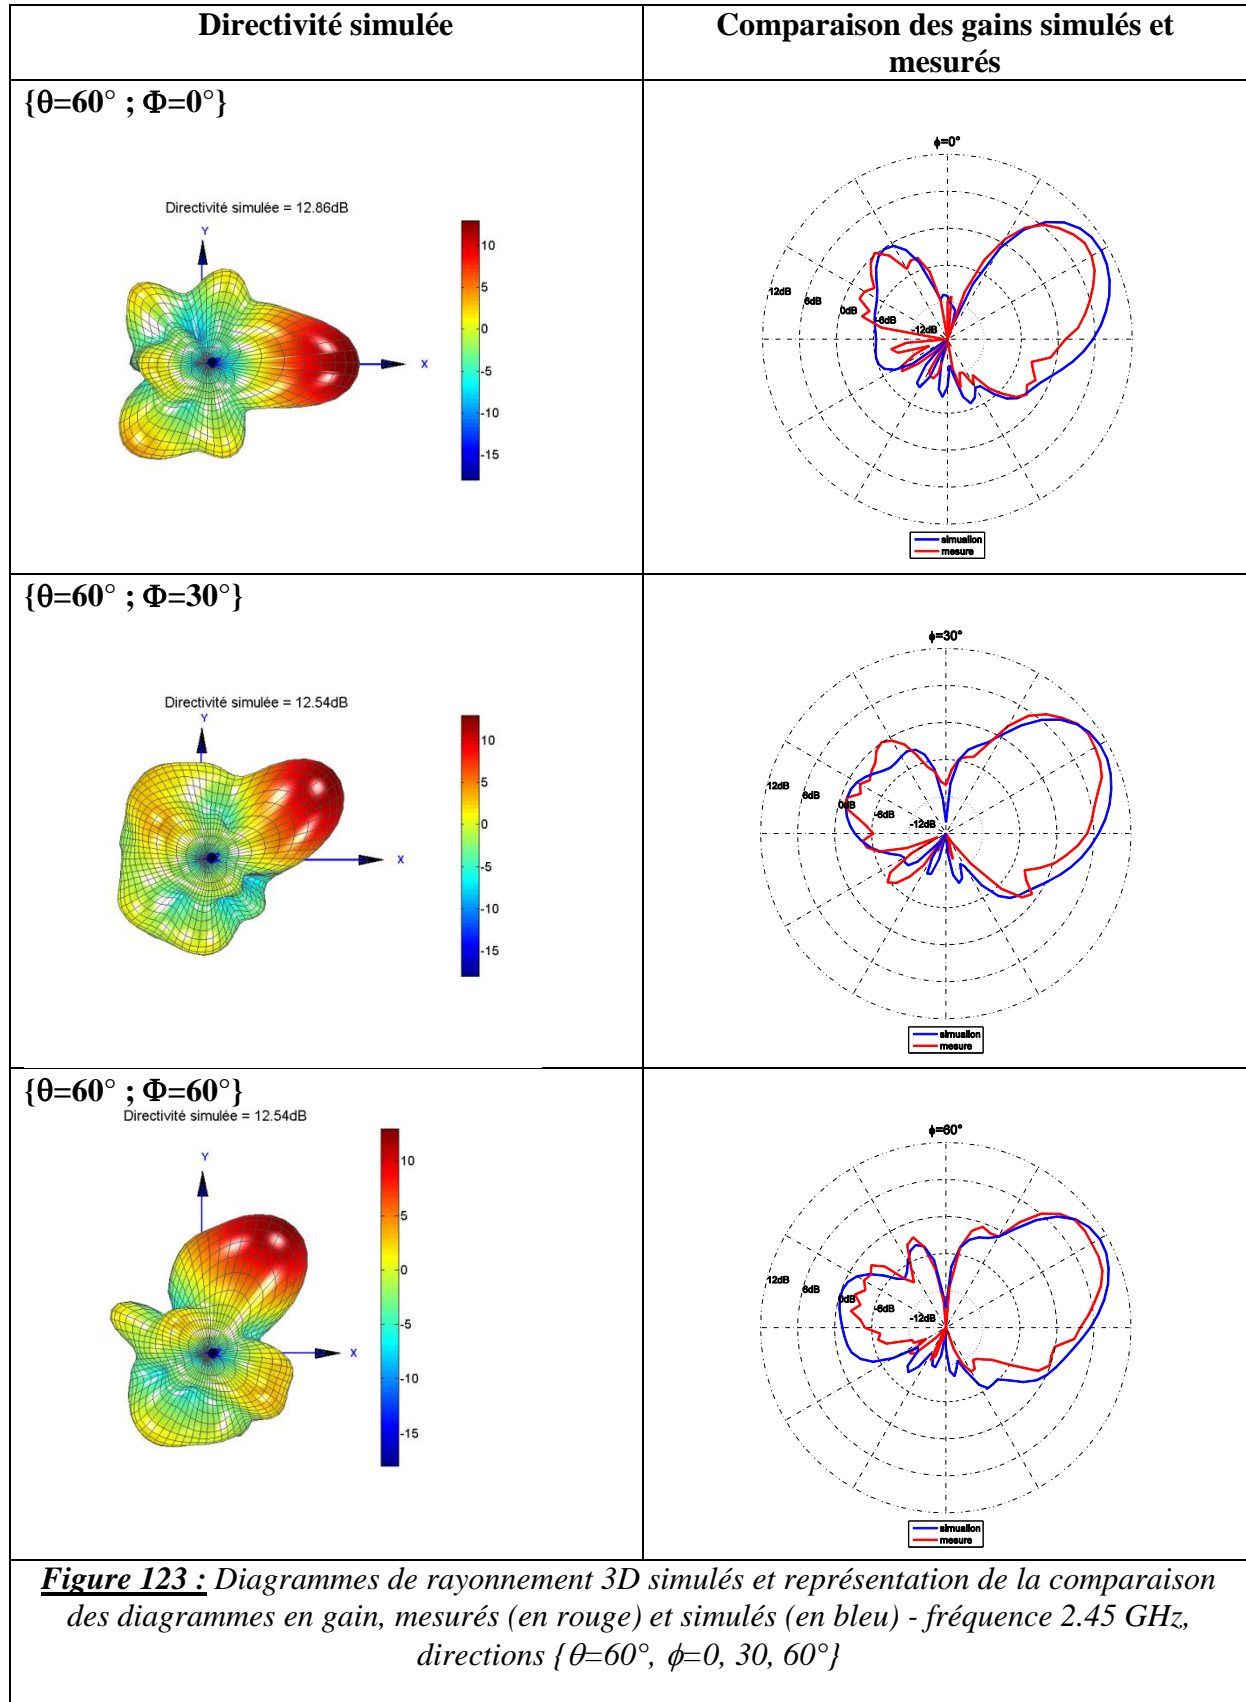 Directivité simulée
Comparaison des gains simulés et
mesurés
{θ=60° ; Φ=0°}
Directivité simulée = 12.86dB
Y
X
Z
10
5
0
-5
-10
-15
ϕ=0°
12dB
6dB
0dB
-6dB
-12dB
simualion
mesure
{θ=60° ; Φ=30°}
Directivité simulée = 12.54dB
Y
X
Z
10
5
0
-5
-10
-15
ϕ=30°
12dB
6dB
0dB
-6dB
-12dB
simualion
mesure
{θ=60° ; Φ=60°}
Directivité simulée = 12.54dB
Y
X
Z
10
5
0
-5
-10
-15
ϕ=60°
12dB
6dB
0dB
-6dB
-12dB
simualion
mesure
Figure 123 : Diagrammes de rayonnement 3D simulés et représentation de la comparaison
des diagrammes en gain, mesurés (en rouge) et simulés (en bleu) - fréquence 2.45 GHz,
directions {θ=60°, ϕ=0, 30, 60°}